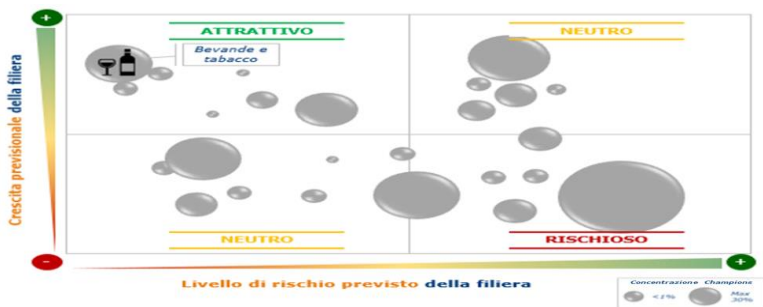 +
ATTRATTIVO
NEUTRO
Bevande e
tabacco
Crescita previsionale della filiera
NEUTRO
RISCHIOSO
-
+
Livello di rischio previsto della filiera
Concentrazione Champions
<1%
Max
30%